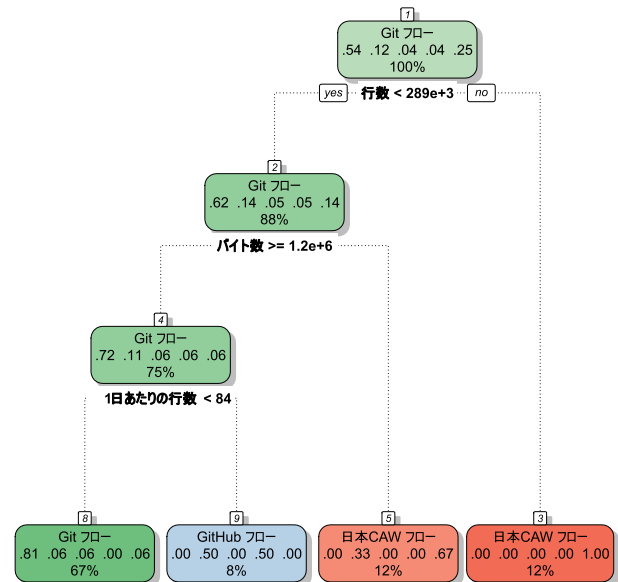 1
Git フロー
.54 .12 .04 .04 .25
100%
yes 行数 < 289e+3 no
2
Git フロー
.62 .14 .05 .05 .14
88%
バイト数 >= 1.2e+6
4
Git フロー
.72 .11 .06 .06 .06
75%
1日あたりの行数 < 84
8
Git フロー
.81 .06 .06 .00 .06
67%
9
GitHub フロー
.00 .50 .00 .50 .00
8%
5
日本CAW フロー
.00 .33 .00 .00 .67
12%
3
日本CAW フロー
.00 .00 .00 .00 1.00
12%